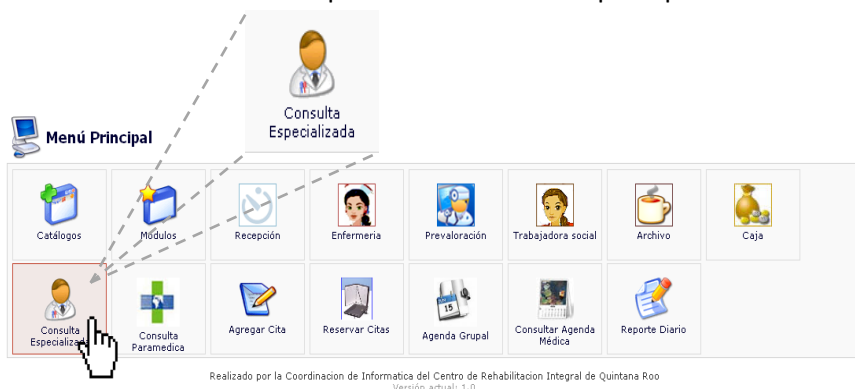 Consulta
Especializada
Menú Principal
Catálogos
Módulos
Recepción
Enfermeria
Prevaloración
Trabajadora social
Archivo
Caja
Consulta
Especializada
Consulta
Paramedica
Agregar Cita
Reservar Citas
Agenda Grupal
Consultar Agenda
Médica
Reporte Diario
Realizado por la Coordinacion de Informatica del Centro de Rehabilitacion Integral de Quintana Roo
Versión actual: 1.0